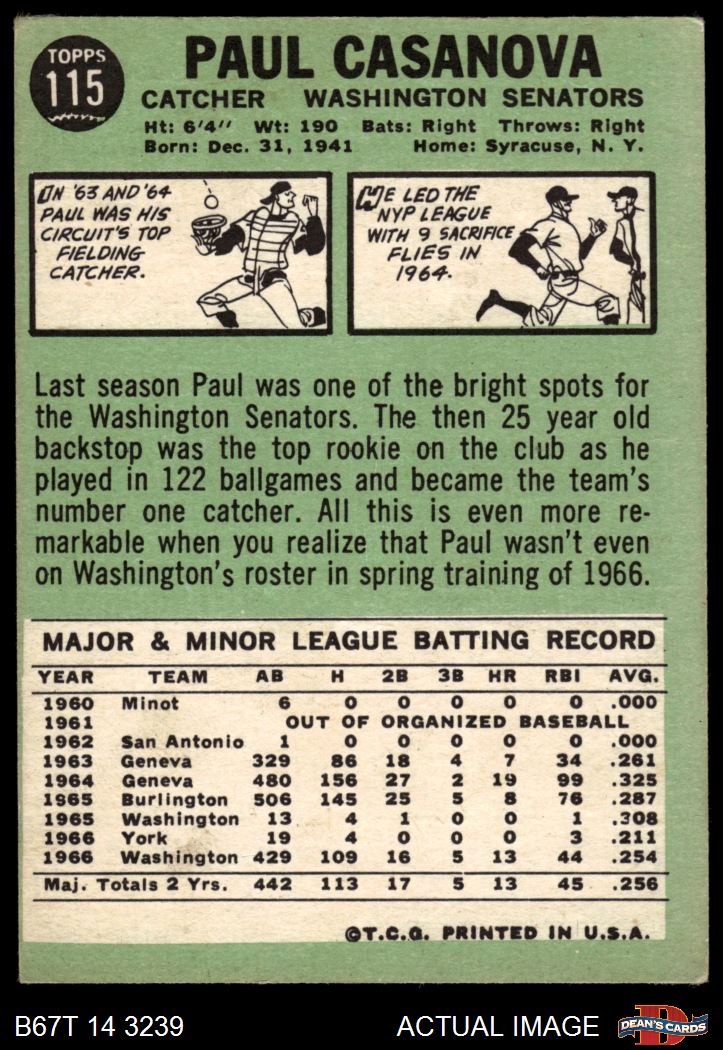 TOPPS
115
PAUL CASANOVA
CATCHER WASHINGTON SENATORS
Ht: 6'4" Wt: 190 Bats: Right Throws: Right
Born: Dec. 31, 1941 Home: Syracuse, N. Y.
IN '63 AND '64
PAUL WAS HIS
CIRCUIT'S TOP
FIELDING
CATCHER.
HE LED THE
NYP LEAGUE
WITH 9 SACRIFICE
FLIES IN
1964.
Last season Paul was one of the bright spots for
the Washington Senators. The then 25 year old
backstop was the top rookie on the club as he
played in 122 ballgames and became the team's
number one catcher. All this is even more re-
markable when you realize that Paul wasn't even
on Washington's roster in spring training of 1966.
MAJOR & MINOR LEAGUE BATTING RECORD
YEAR TEAM AB H 2B 3B HR RBI AVG.
1960 Minot 6 0 0 0 0 0 .000
1961 OUT OF ORGANIZED BASEBALL
1962 San Antonio 1 0 0 0 0 0 .000
1963 Geneva 329 86 18 4 7 34 .261
1964 Geneva 480 156 27 2 19 99 .325
1965 Burlington 506 145 25 5 8 76 .287
1965 Washington 13 4 1 0 0 1 .308
1966 York 19 4 0 0 0 3 .211
1966 Washington 429 109 16 5 13 44 .254
Maj. Totals 2 Yrs. 442 113 17 5 13 45 .256
©T.C.G. PRINTED IN U.S.A.
B67T 14 3239 ACTUAL IMAGE
D
DEAN'S CARDS